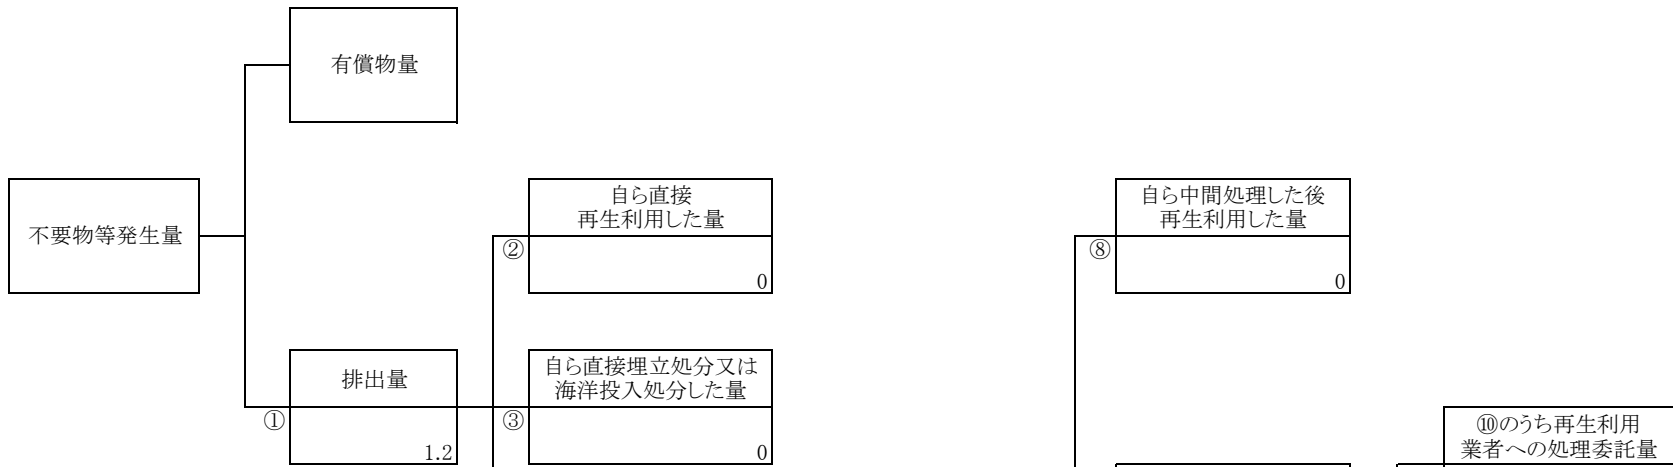 有償物量
不要物等発生量
自ら直接
再生利用した量
②
0
自ら中間処理した後
再生利用した量
⑧
0
排出量
①
1.2
自ら直接埋立処分又は
海洋投入処分した量
③
0
⑩のうち再生利用
業者への処理委託量